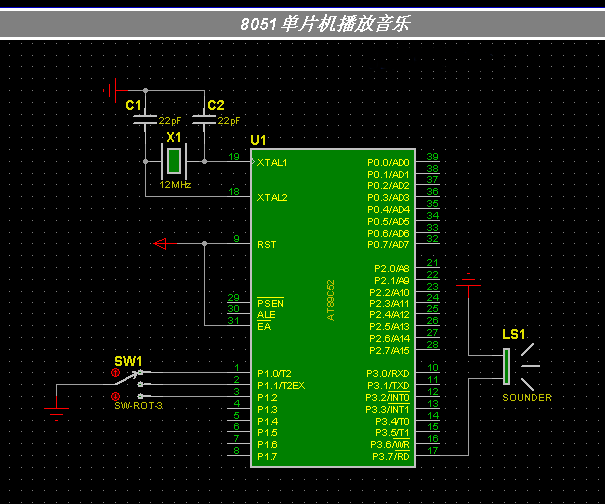 8051单片机播放音乐
C1
C2
22pF
22pF
X1
12MHz
U1
19
XTAL1
18
XTAL2
9
RST
29
PSEN
30
ALE
31
EA
1
P1.0/T2
2
P1.1/T2EX
3
P1.2
4
P1.3
5
P1.4
6
P1.5
7
P1.6
8
P1.7
AT89C52
P0.0/AD0
39
P0.1/AD1
38
P0.2/AD2
37
P0.3/AD3
36
P0.4/AD4
35
P0.5/AD5
34
P0.6/AD6
33
P0.7/AD7
32
P2.0/A8
21
P2.1/A9
22
P2.2/A10
23
P2.3/A11
24
P2.4/A12
25
P2.5/A13
26
P2.6/A14
27
P2.7/A15
28
P3.0/RXD
10
P3.1/TXD
11
P3.2/INT0
12
P3.3/INT1
13
P3.4/T0
14
P3.5/T1
15
P3.6/WR
16
P3.7/RD
17
SW1
SW-ROT-3
LS1
SOUNDER